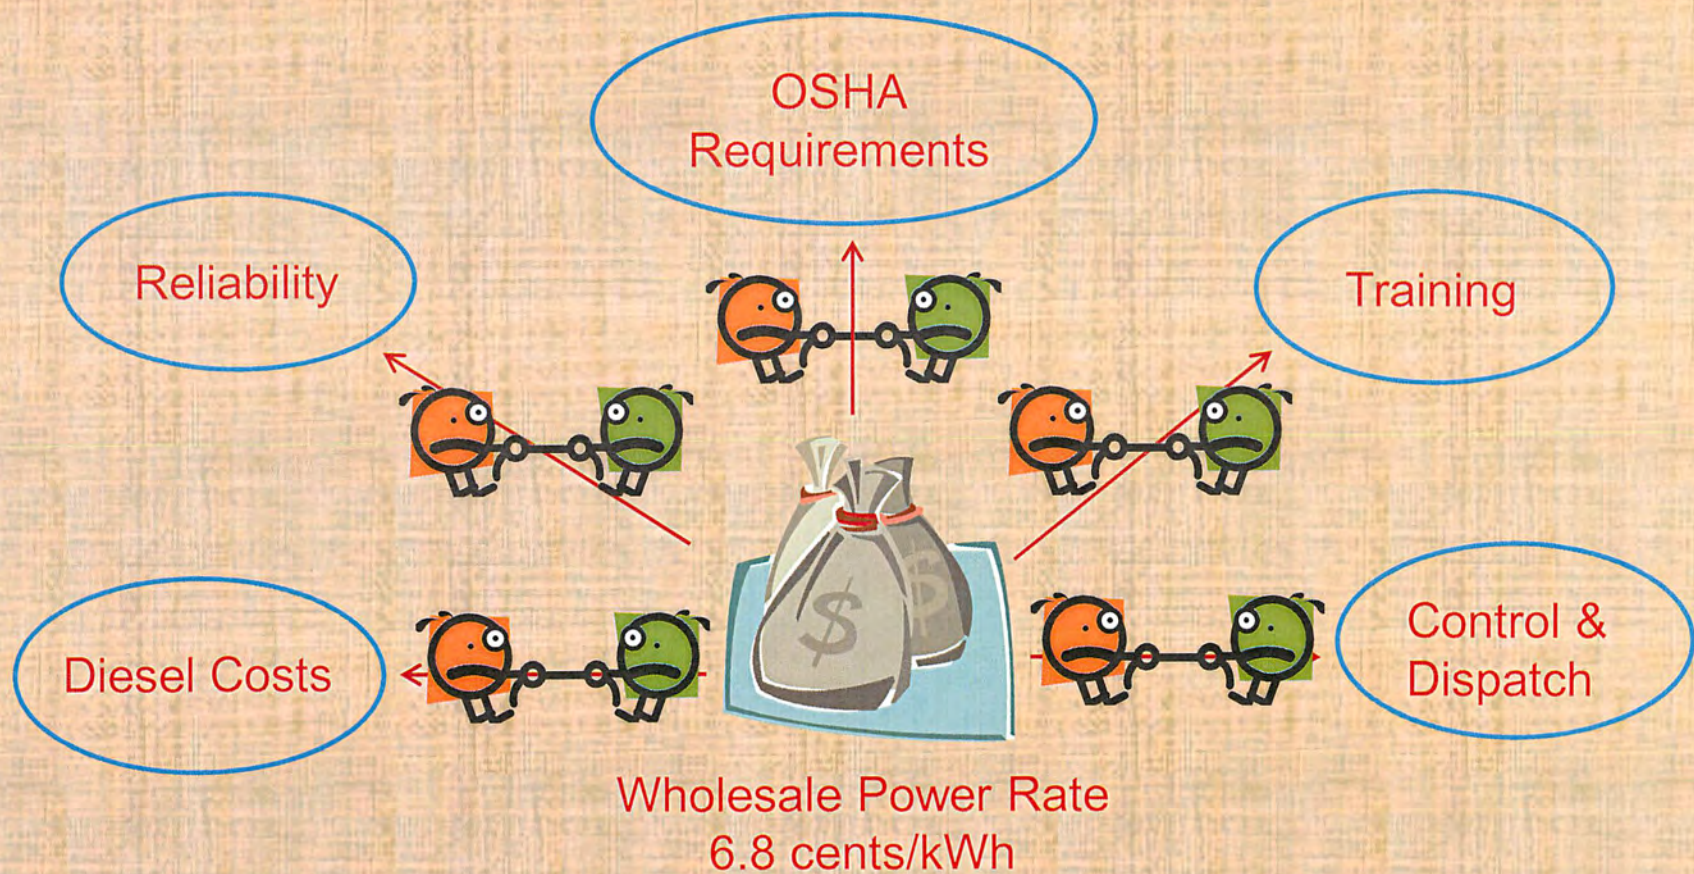 OSHA
Requirements
Reliability
Training
Diesel Costs
Control &
Dispatch
$
$
Wholesale Power Rate
6.8 cents/kWh